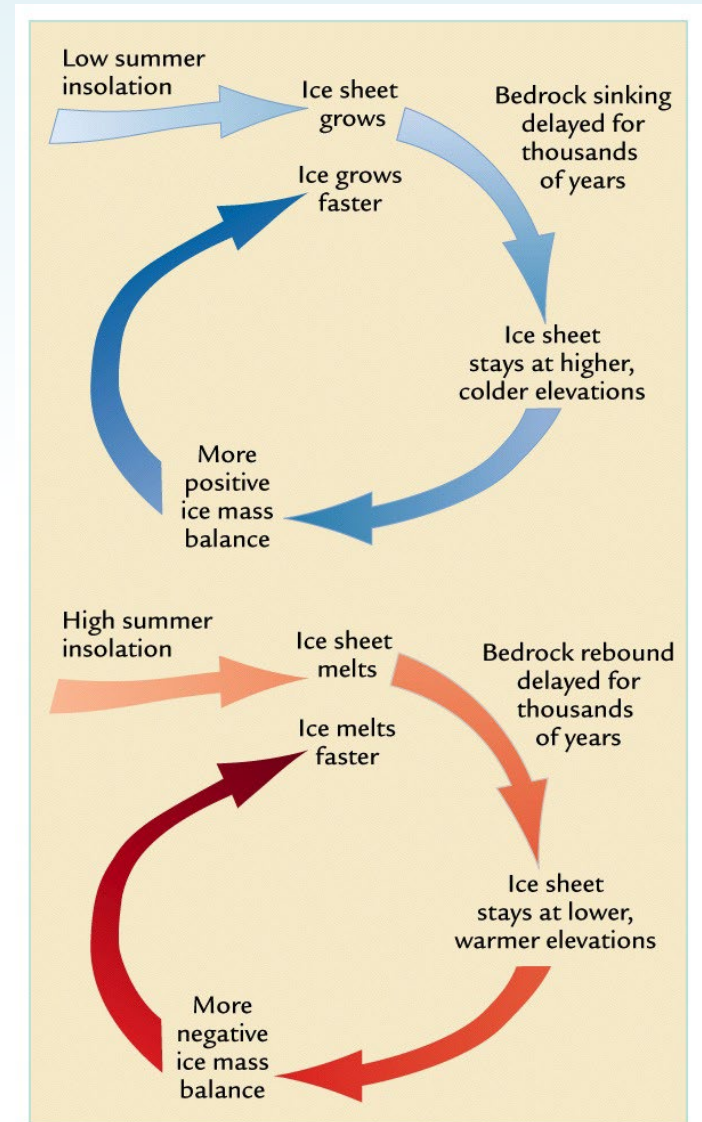 Low summer
insolation
Ice sheet
grows
Bedrock sinking
delayed for
thousands
of years
Ice grows
faster
Ice sheet
stays at higher,
colder elevations
More
positive
ice mass
balance
High summer
insolation
Ice sheet
melts
Bedrock rebound
delayed for
thousands
of years
Ice melts
faster
Ice sheet
stays at lower,
warmer elevations
More
negative
ice mass
balance